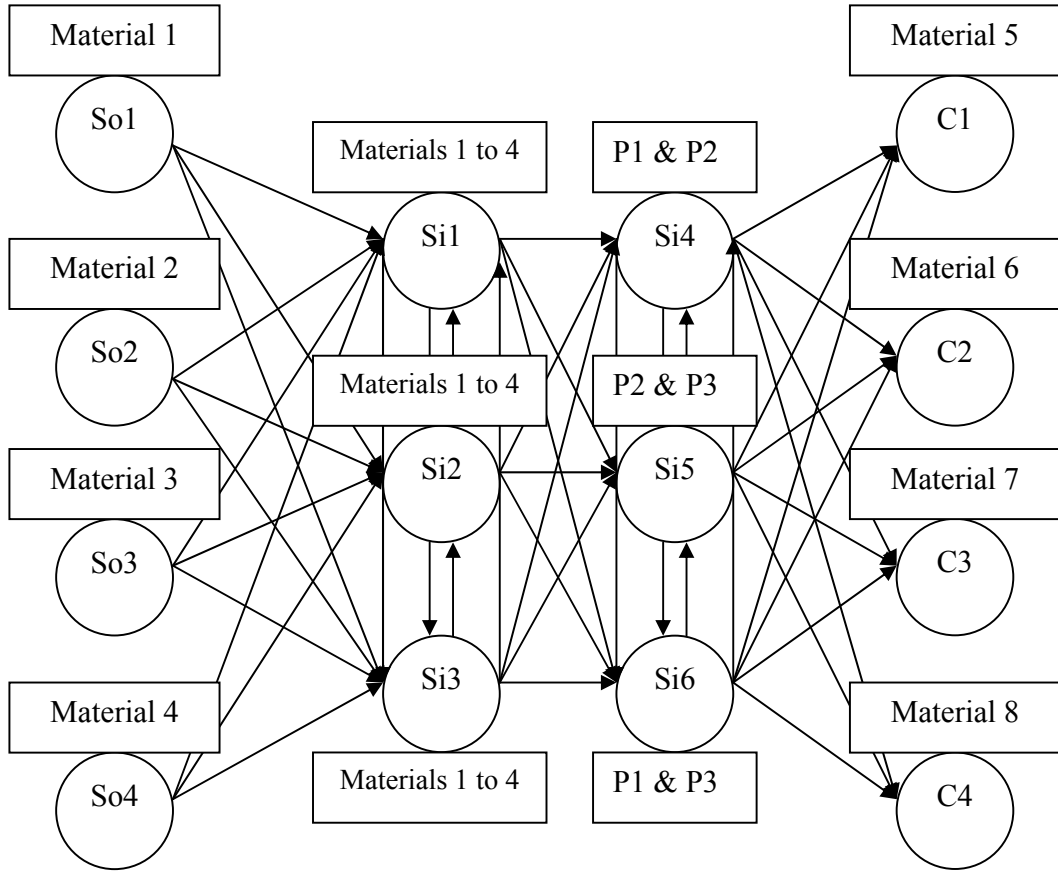 Material 1
So1
Material 2
So2
Material 3
So3
Material 4
So4
Materials 1 to 4
Si1
Materials 1 to 4
Si2
Si3
Materials 1 to 4
P1 & P2
Si4
P2 & P3
Si5
Si6
P1 & P3
Material 5
C1
Material 6
C2
Material 7
C3
Material 8
C4